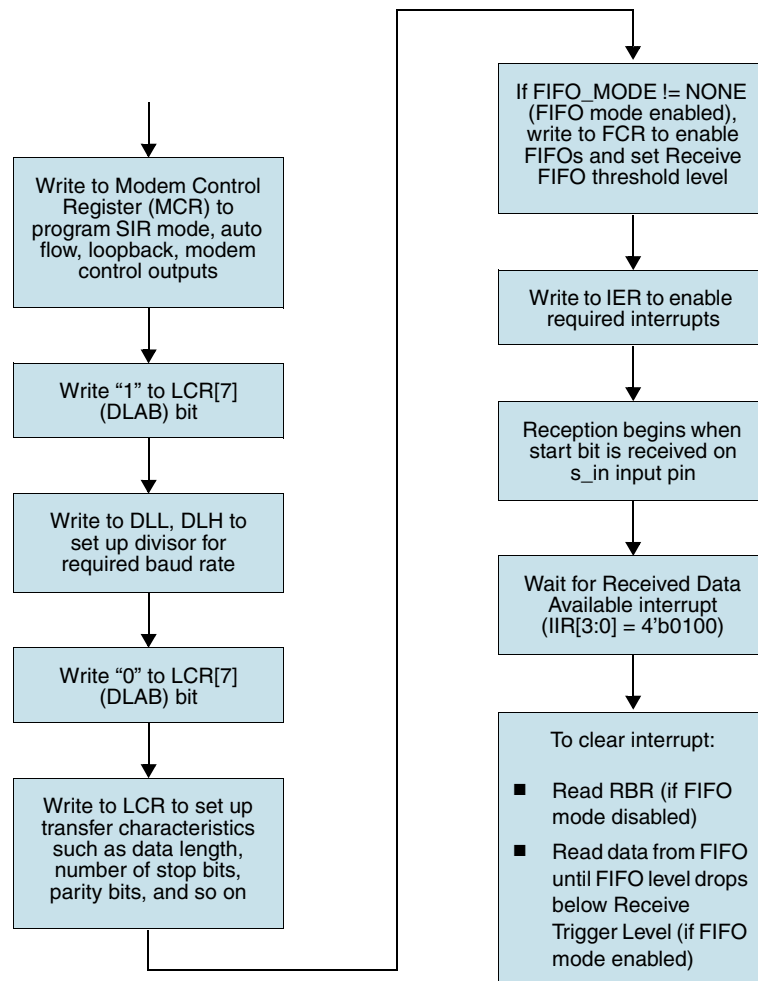 Write to Modem Control
Register (MCR) to
program SIR mode, auto
flow, loopback, modem
control outputs
Write “1” to LCR[7]
(DLAB) bit
Write to DLL, DLH to
set up divisor for
required baud rate
Write “0” to LCR[7]
(DLAB) bit
Write to LCR to set up
transfer characteristics
such as data length,
number of stop bits,
parity bits, and so on
If FIFO_MODE != NONE
(FIFO mode enabled),
write to FCR to enable
FIFOs and set Receive
FIFO threshold level
Write to IER to enable
required interrupts
Reception begins when
start bit is received on
s_in input pin
Wait for Received Data
Available interrupt
(IIR[3:0] = 4’b0100)
To clear interrupt:
■ Read RBR (if FIFO
mode disabled)
■ Read data from FIFO
until FIFO level drops
below Receive
Trigger Level (if FIFO
mode enabled)